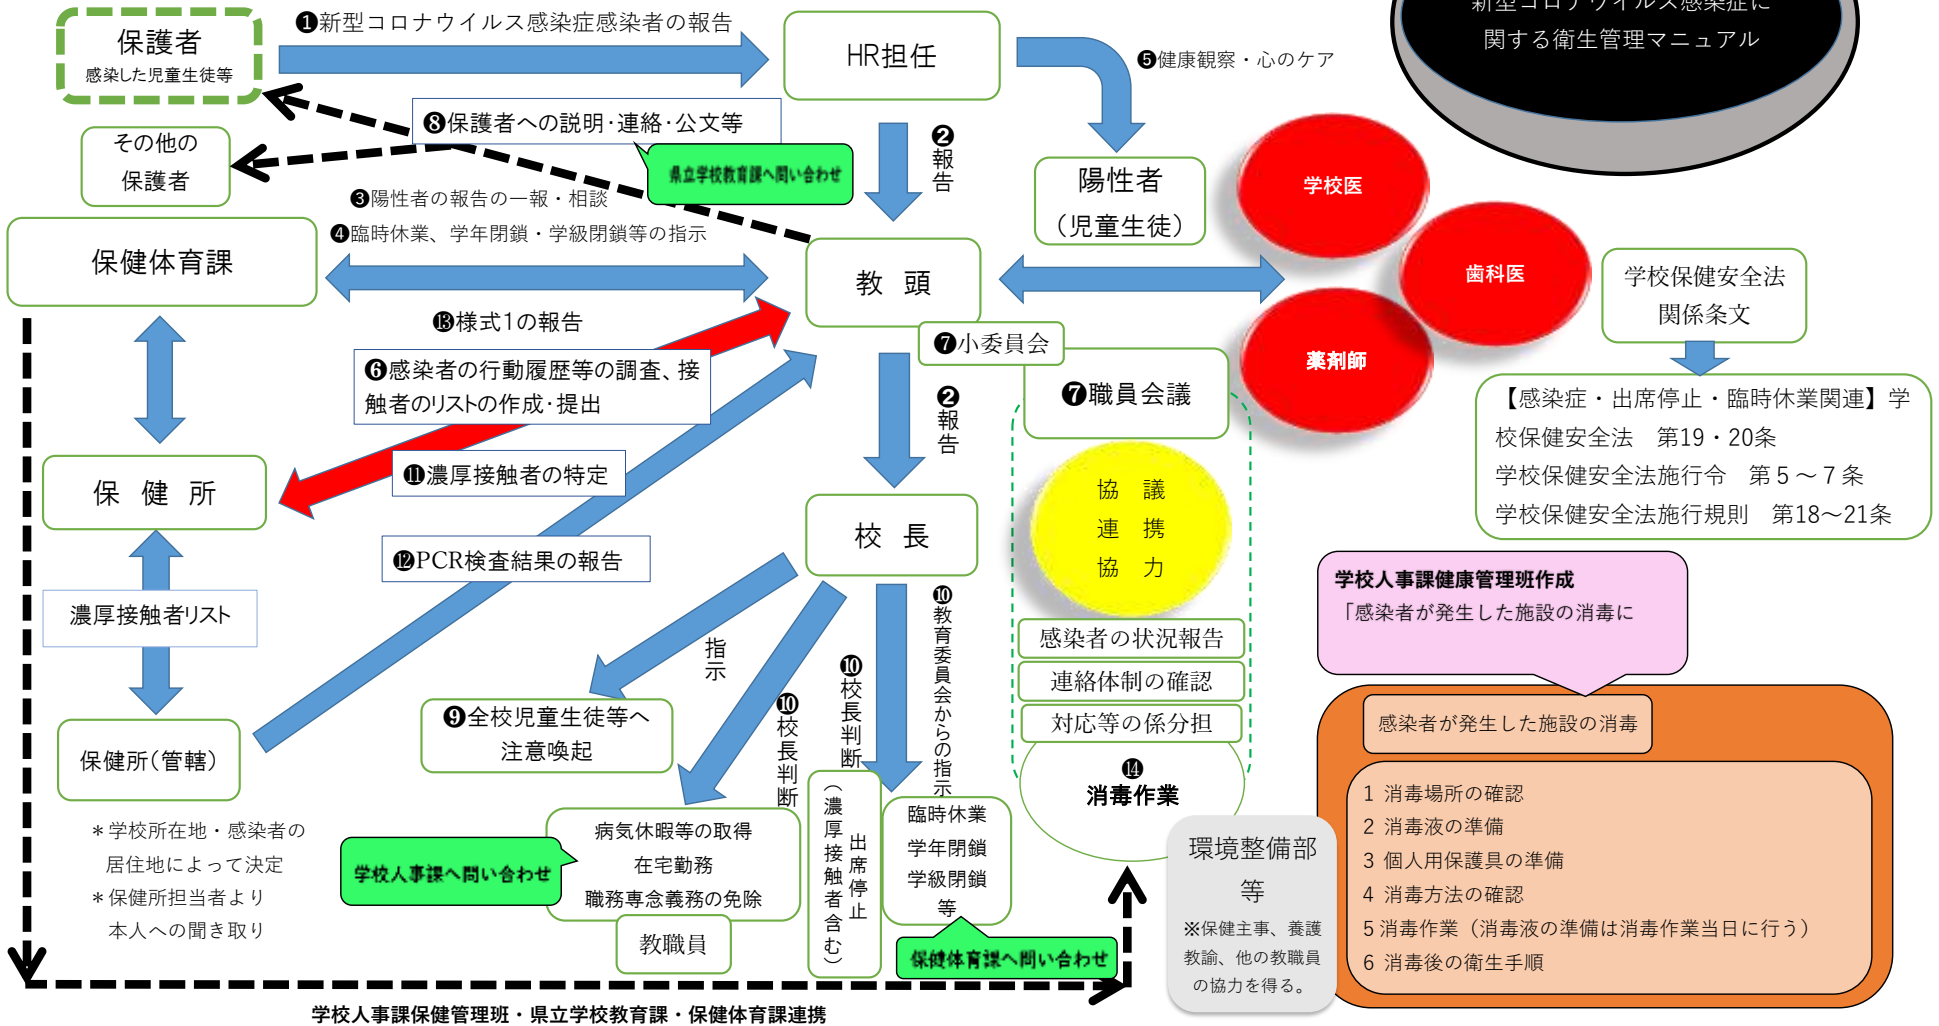 新型コロナウイルス感染症に
関する衛生管理マニュアル
❶新型コロナウイルス感染症感染者の報告
保護者
感染した児童生徒等
HR担任
❺健康観察・心のケア
❽保護者への説明・連絡・公文等
県立学校教育課へ問い合わせ
❷報告
その他の
保護者
陽性者
（児童生徒）
学校医
歯科医
薬剤師
❸陽性者の報告の一報・相談
❹臨時休業、学年閉鎖・学級閉鎖等の指示
保健体育課
教 頭
学校保健安全法
関係条文
⓭様式1の報告
❼小委員会
❻感染者の行動履歴等の調査、接
触者のリストの作成・提出
❷報告
❼職員会議
【感染症・出席停止・臨時休業関連】学
校保健安全法　第19・20条
学校保健安全法施行令　第５～７条
学校保健安全法施行規則　第18～21条
⓫濃厚接触者の特定
保 健 所
協 議
連 携
協 力
校 長
⓬PCR検査結果の報告
濃厚接触者リスト
学校人事課健康管理班作成
「感染者が発生した施設の消毒に
指示
❿校長判断
❿校長判断
❿教育委員会からの指示
感染者の状況報告
連絡体制の確認
対応等の係分担
❾全校児童生徒等へ
注意喚起
保健所（管轄）
感染者が発生した施設の消毒
⓮
消毒作業
1 消毒場所の確認
2 消毒液の準備
3 個人用保護具の準備
4 消毒方法の確認
5 消毒作業（消毒液の準備は消毒作業当日に行う）
6 消毒後の衛生手順
＊学校所在地・感染者の
居住地によって決定
＊保健所担当者より
本人への聞き取り
学校人事課へ問い合わせ
病気休暇等の取得
在宅勤務
職務専念義務の免除
教職員
出席停止
（濃厚接触者含む）
臨時休業
学年閉鎖
学級閉鎖
等
保健体育課へ問い合わせ
環境整備部
等
※保健主事、養護
教諭、他の教職員
の協力を得る。
学校人事課保健管理班・県立学校教育課・保健体育課連携